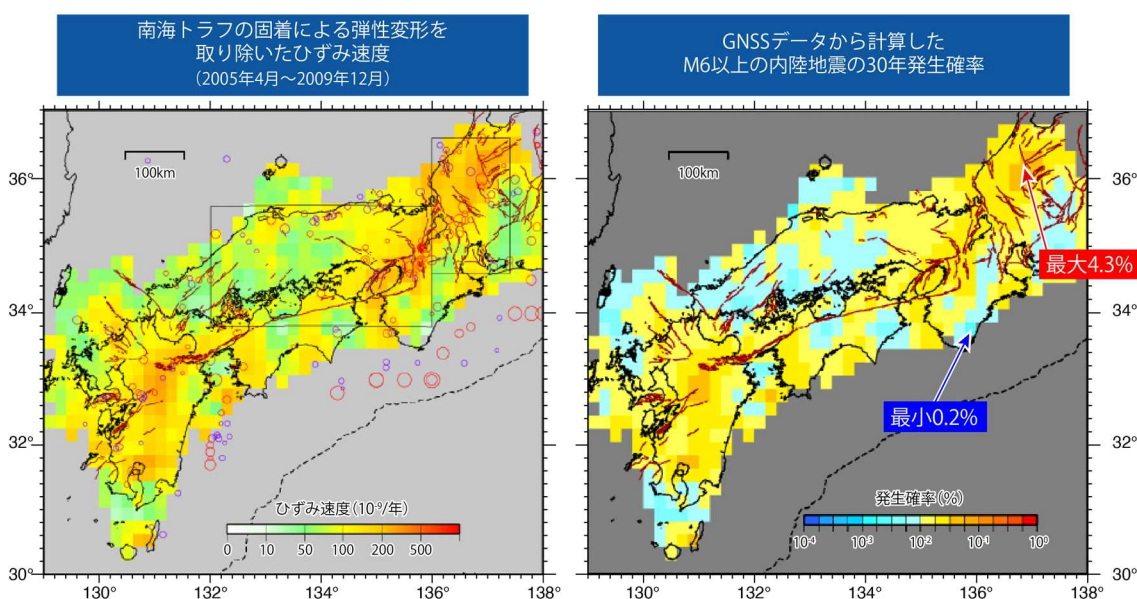 南海トラフの固着による弾性変形を
取り除いたひずみ速度
（2005年4月〜2009年12月）
GNSSデータから計算した
M6以上の内陸地震の30年発生確率
100km
36°
34°
32°
30°
ひずみ速度（10⁻⁹/年）
0 10 50 100 200 500
130° 132° 134° 136° 138°
100km
36°
34°
32°
30°
最大4.3%
最小0.2%
発生確率（%）
10⁻⁴ 10⁻³ 10⁻² 10⁻¹ 10⁰
130° 132° 134° 136° 138°